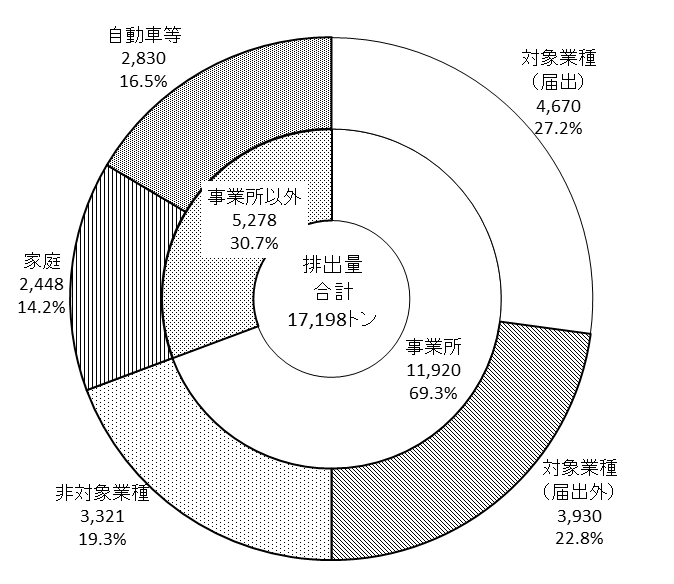 自動車等
2,830
16.5%
対象業種
（届出）
4,670
27.2%
事業所以外
5,278
30.7%
家庭
2,448
14.2%
排出量
合計
17,198トン
事業所
11,920
69.3%
非対象業種
3,321
19.3%
対象業種
（届出外）
3,930
22.8%